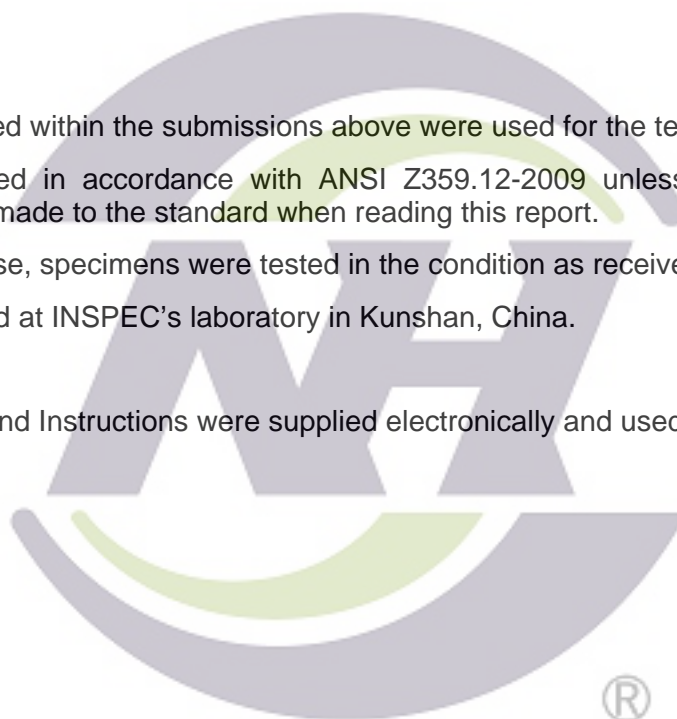 ed within the submissions above were used for the te
ed in accordance with ANSI Z359.12-2009 unless
made to the standard when reading this report.
se, specimens were tested in the condition as receive
d at INSPEC's laboratory in Kunshan, China.
nd Instructions were supplied electronically and used
NH
®